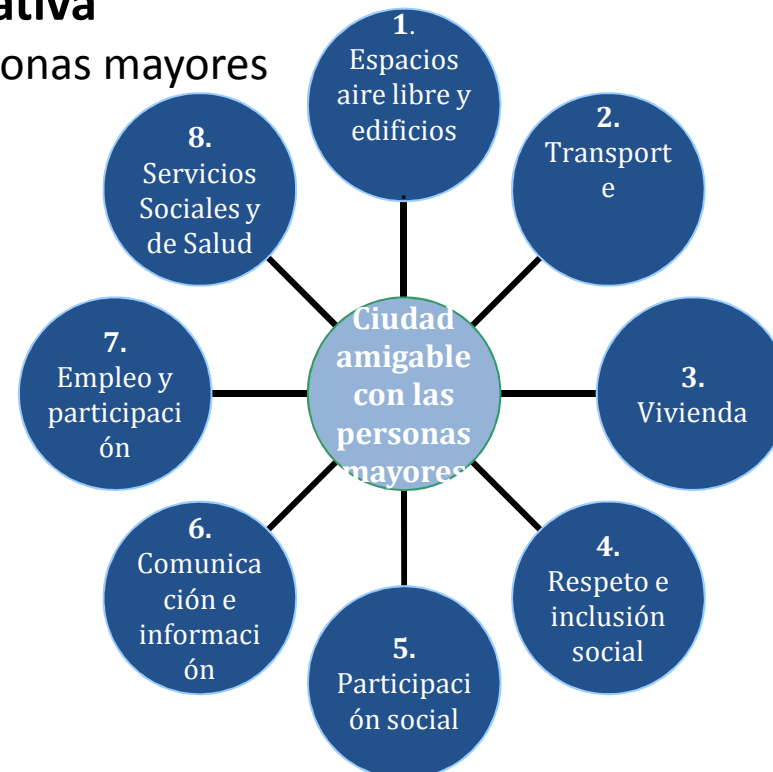 ativa
onas mayores
1.
Espacios
aire libre y
edificios
2.
Transport
e
3.
Vivienda
4.
Respeto e
inclusión
social
5.
Participaci
ón social
6.
Comunica
ción e
informaci
ón
7.
Empleo y
participaci
ón
8.
Servicios
Sociales y
de Salud
Ciudad
amigable
con las
personas
mayores